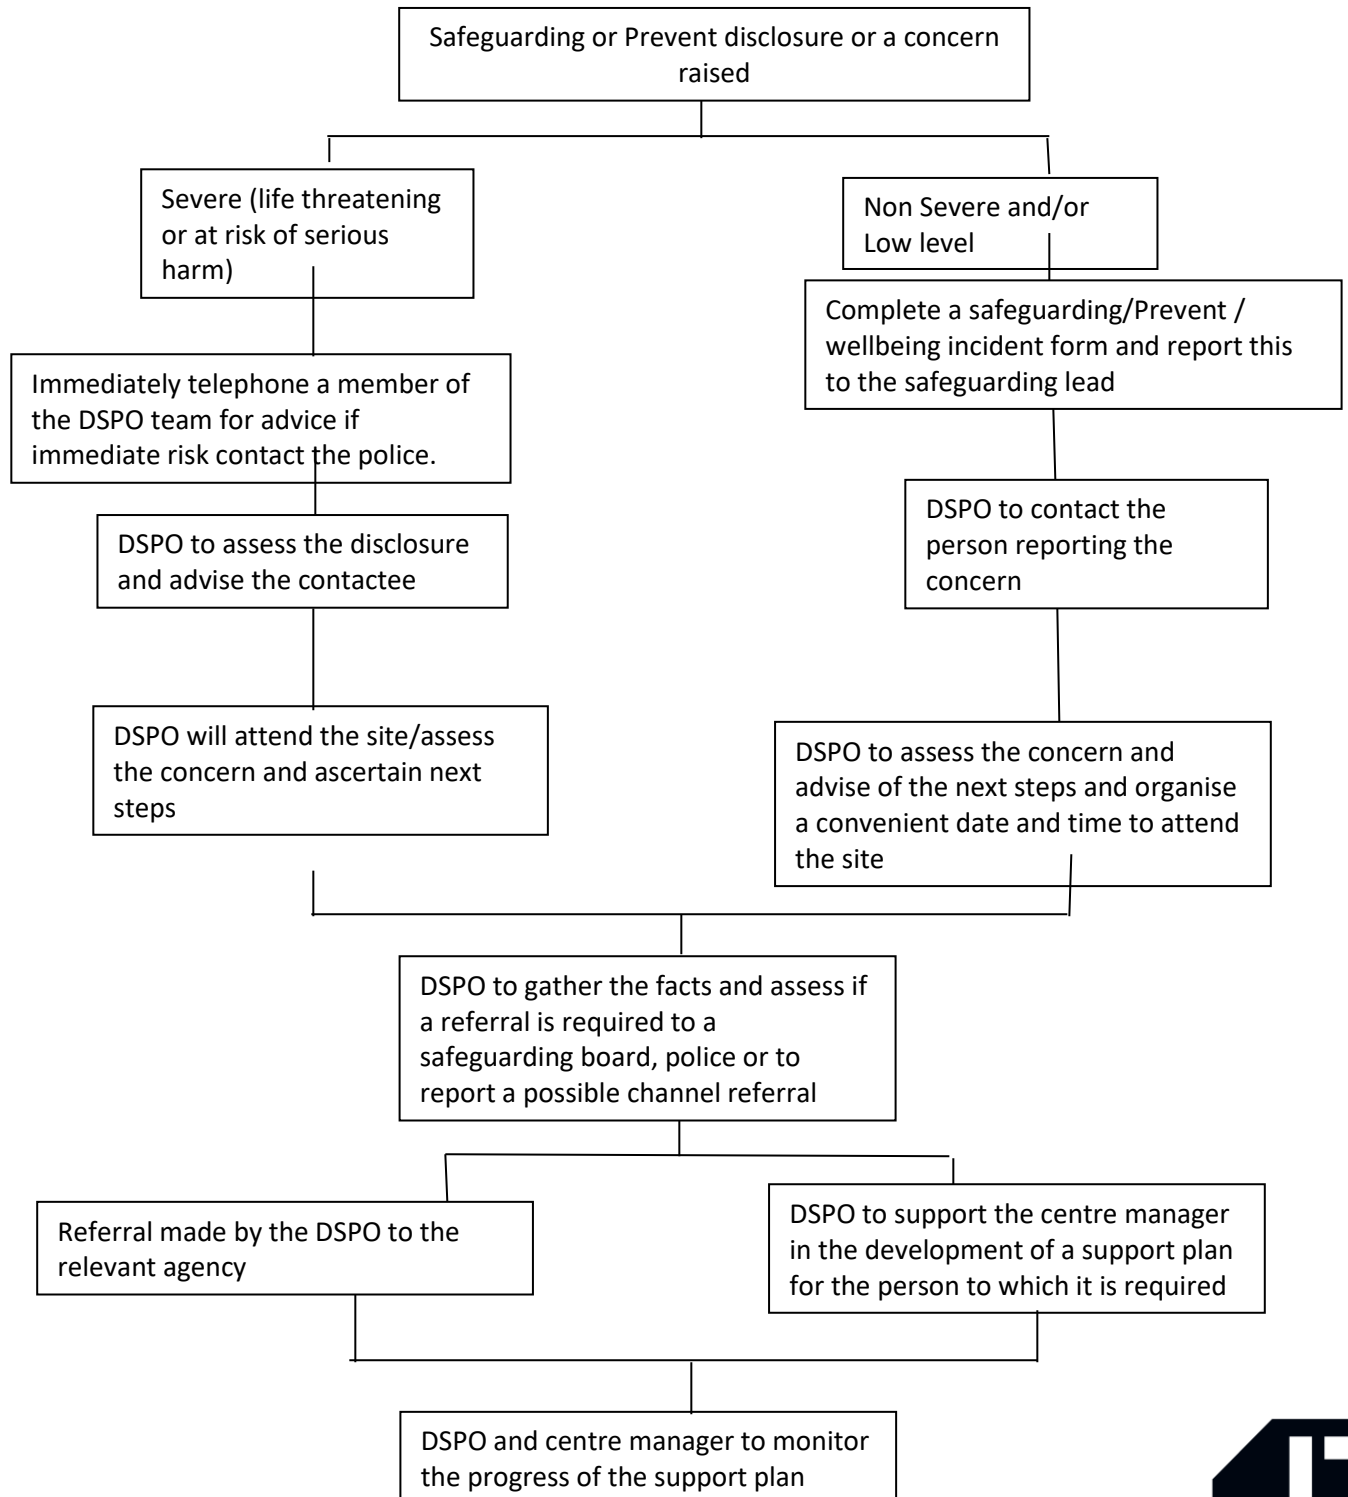 Safeguarding or Prevent disclosure or a concern
raised
Severe (life threatening
or at risk of serious
harm)
Non Severe and/or
Low level
Immediately telephone a member of
the DSPO team for advice if
immediate risk contact the police.
Complete a safeguarding/Prevent /
wellbeing incident form and report this
to the safeguarding lead
DSPO to assess the disclosure
and advise the contactee
DSPO to contact the
person reporting the
concern
DSPO will attend the site/assess
the concern and ascertain next
steps
DSPO to assess the concern and
advise of the next steps and organise
a convenient date and time to attend
the site
DSPO to gather the facts and assess if
a referral is required to a
safeguarding board, police or to
report a possible channel referral
Referral made by the DSPO to the
relevant agency
DSPO to support the centre manager
in the development of a support plan
for the person to which it is required
DSPO and centre manager to monitor
the progress of the support plan